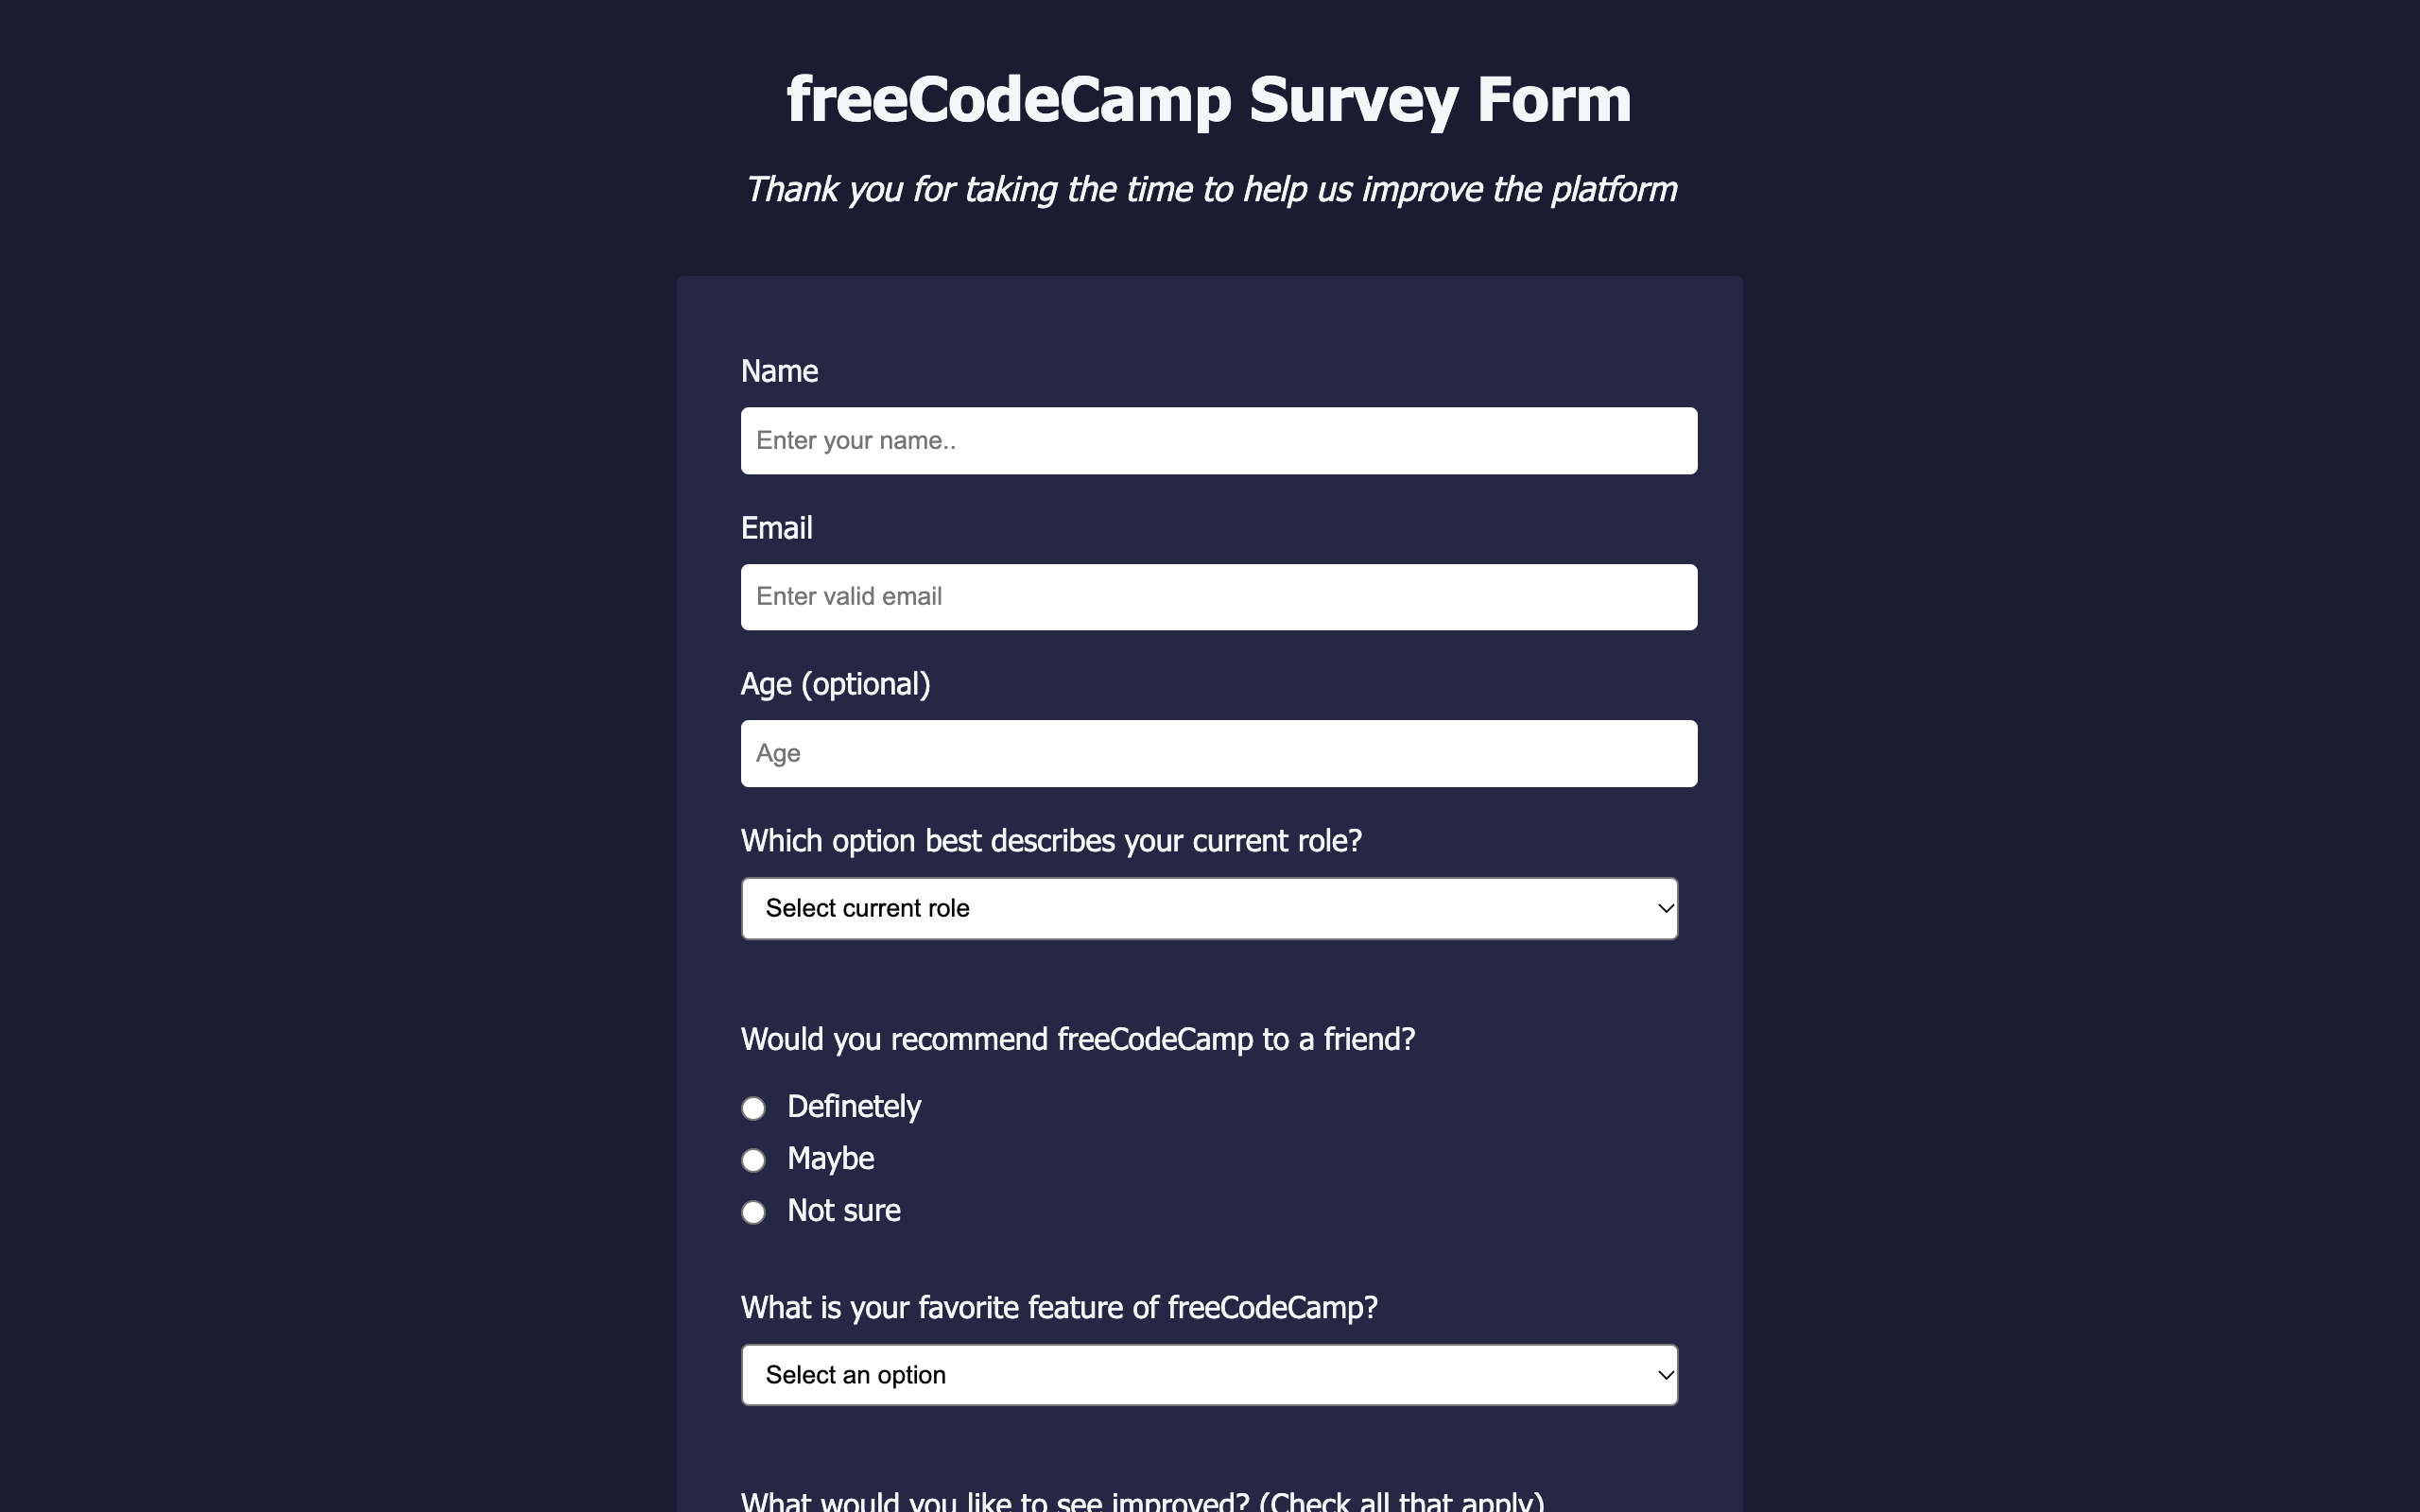 freeCodeCamp Survey Form
Thank you for taking the time to help us improve the platform
Name
Enter your name..
Email
Enter valid email
Age (optional)
Age
Which option best describes your current role?
Select current role
Would you recommend freeCodeCamp to a friend?
Definetely
Maybe
Not sure
What is your favorite feature of freeCodeCamp?
Select an option
What would you like to see improved? (Check all that apply)